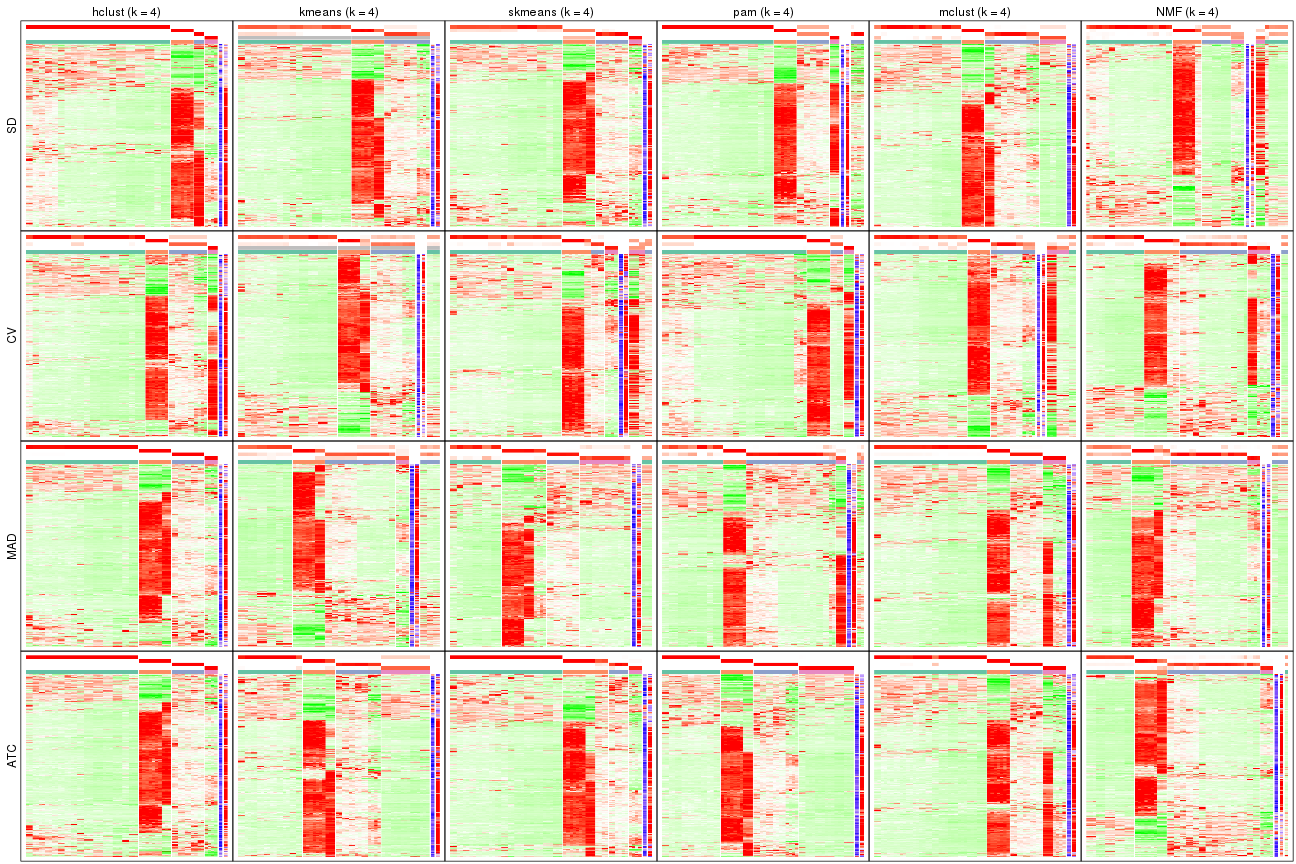 hclust (k = 4) kmeans (k = 4) skmeans (k = 4) pam (k = 4) mclust (k = 4) NMF (k = 4)
SD
CV
MAD
ATC